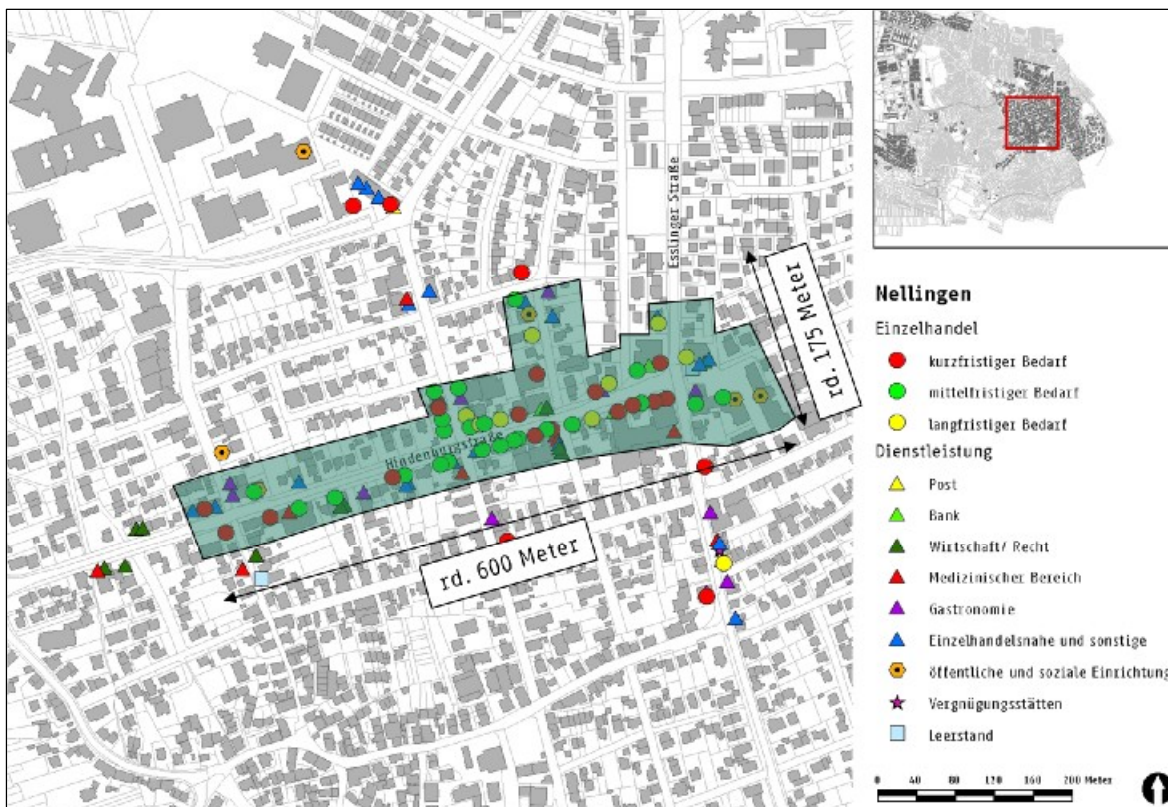 Esslinger Straße
rd. 175 Meter
Hindenburgstraße
rd. 600 Meter
Nellingen
Einzelhandel
kurzfristiger Bedarf
mittelfristiger Bedarf
langfristiger Bedarf
Dienstleistung
Post
Bank
Wirtschaft/ Recht
Medizinischer Bereich
Gastronomie
Einzelhandelsnahe und sonstige
öffentliche und soziale Einrichtung
Vergnügungsstätten
Leerstand
0 40 80 120 160 200 Meter